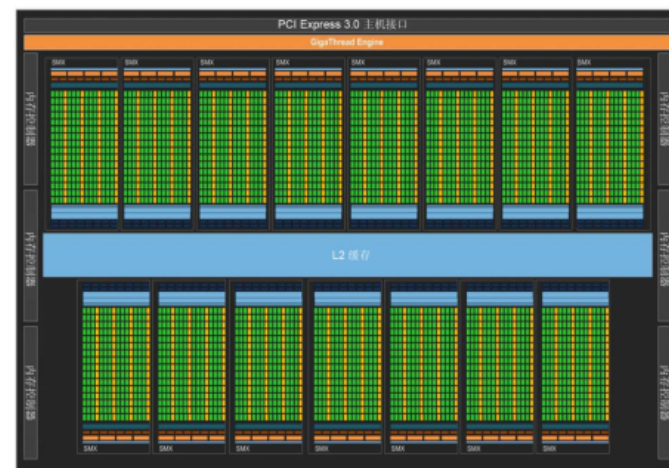 PCI Express 3.0 主机接口
GigaThread Engine
SMX SMX SMX SMX SMX SMX SMX SMX
内存控制器
内存控制器
内存控制器
内存控制器
L2 缓存
内存控制器
内存控制器
SMX SMX SMX SMX SMX SMX SMX